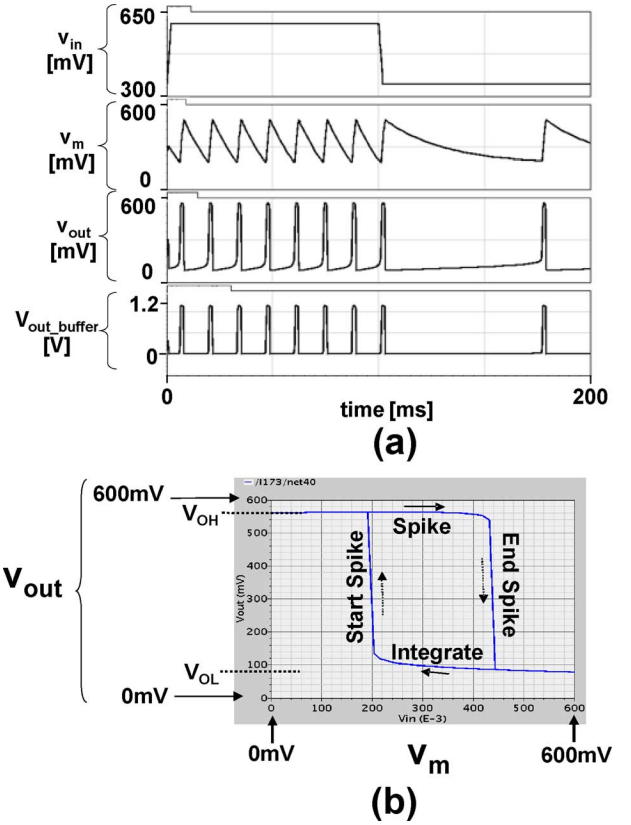 650
v_in
[mV]
300
600
v_m
[mV]
0
600
v_out
[mV]
0
1.2
V_out_buffer
[V]
0
0
200
time [ms]
(a)
/I173/net40
600mV
600
V_OH
Spike
500
400
v_out
Vout (mV)
Start Spike
End Spike
300
200
Integrate
V_OL
100
0mV
0
0 100 200 300 400 500 600
Vin (E-3)
0mV
v_m
600mV
(b)